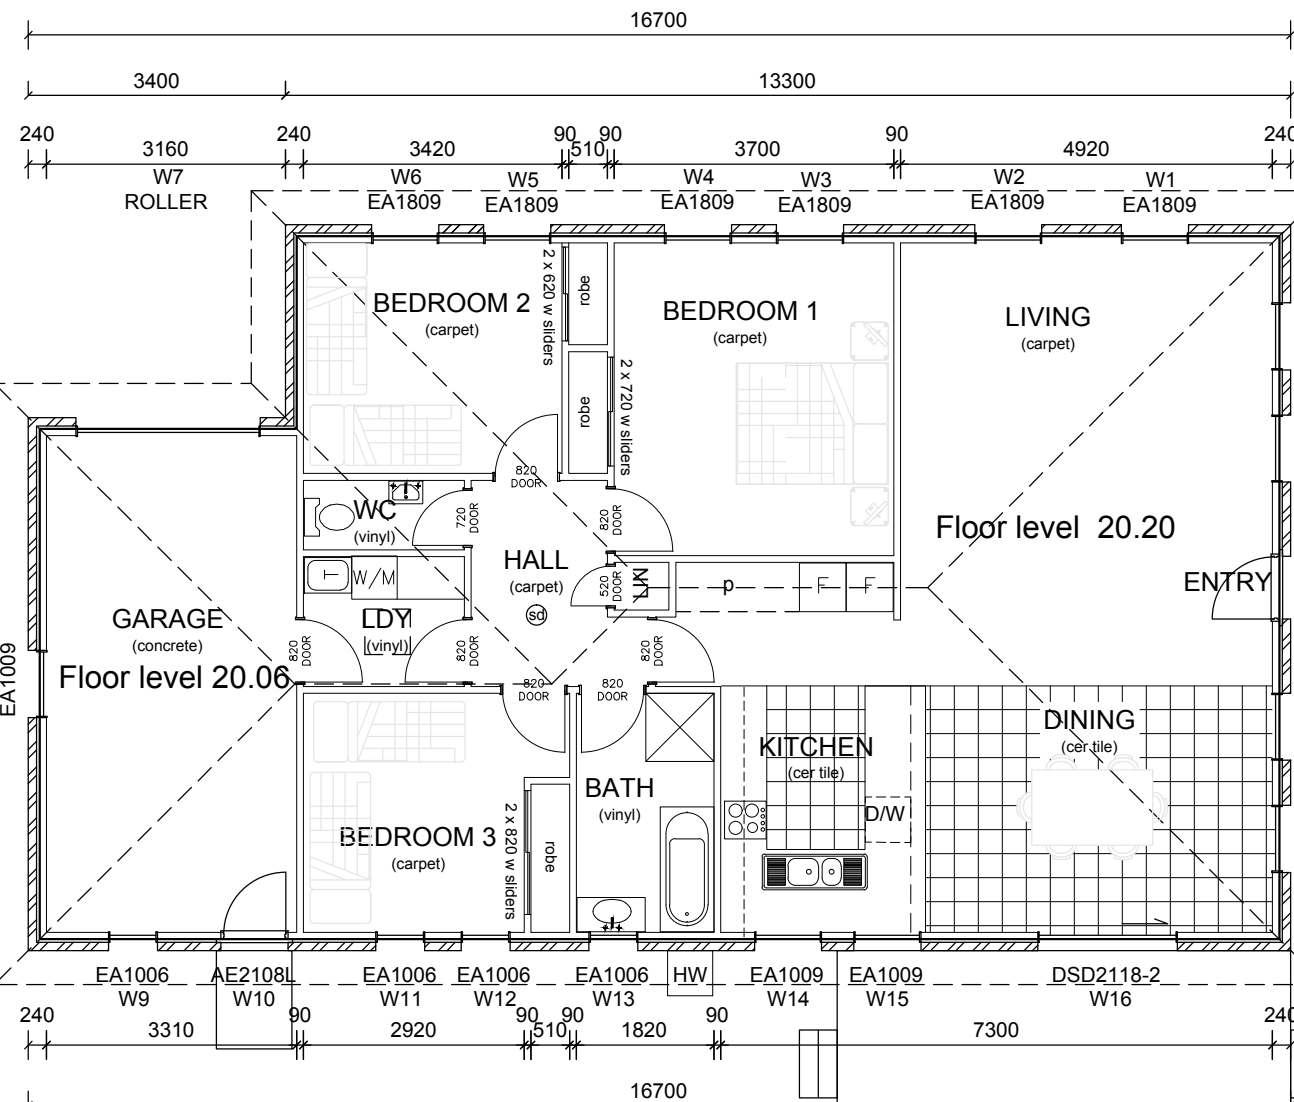 16700
3400 13300
240 240 90 90 90 240
3160 3420 510 3700 4920
W7 W6 W5 W4 W3 W2 W1
ROLLER EA1809 EA1809 EA1809 EA1809 EA1809 EA1809
2 x 620 w sliders
robe
BEDROOM 2
(carpet)
BEDROOM 1
(carpet)
LIVING
(carpet)
robe
2 x 720 w sliders
820
DOOR
WC
(vinyl)
720
DOOR
820
DOOR
Floor level 20.20
HALL
(carpet)
sd
520
DOOR
LIN
p
F
F
ENTRY
T
W/M
GARAGE
(concrete)
LDY
(vinyl)
EA1009
Floor level 20.06
820
DOOR
820
DOOR
820
DOOR
820
DOOR
820
DOOR
KITCHEN
(cer tile)
DINING
(cer tile)
BATH
(vinyl)
D/W
BEDROOM 3
(carpet)
2 x 820 w sliders
robe
EA1006 AE2108L EA1006 EA1006 EA1006 HW EA1009 EA1009 DSD2118-2
W9 W10 W11 W12 W13 W14 W15 W16
240 90 90 90 90 240
3310 2920 510 1820 7300
16700